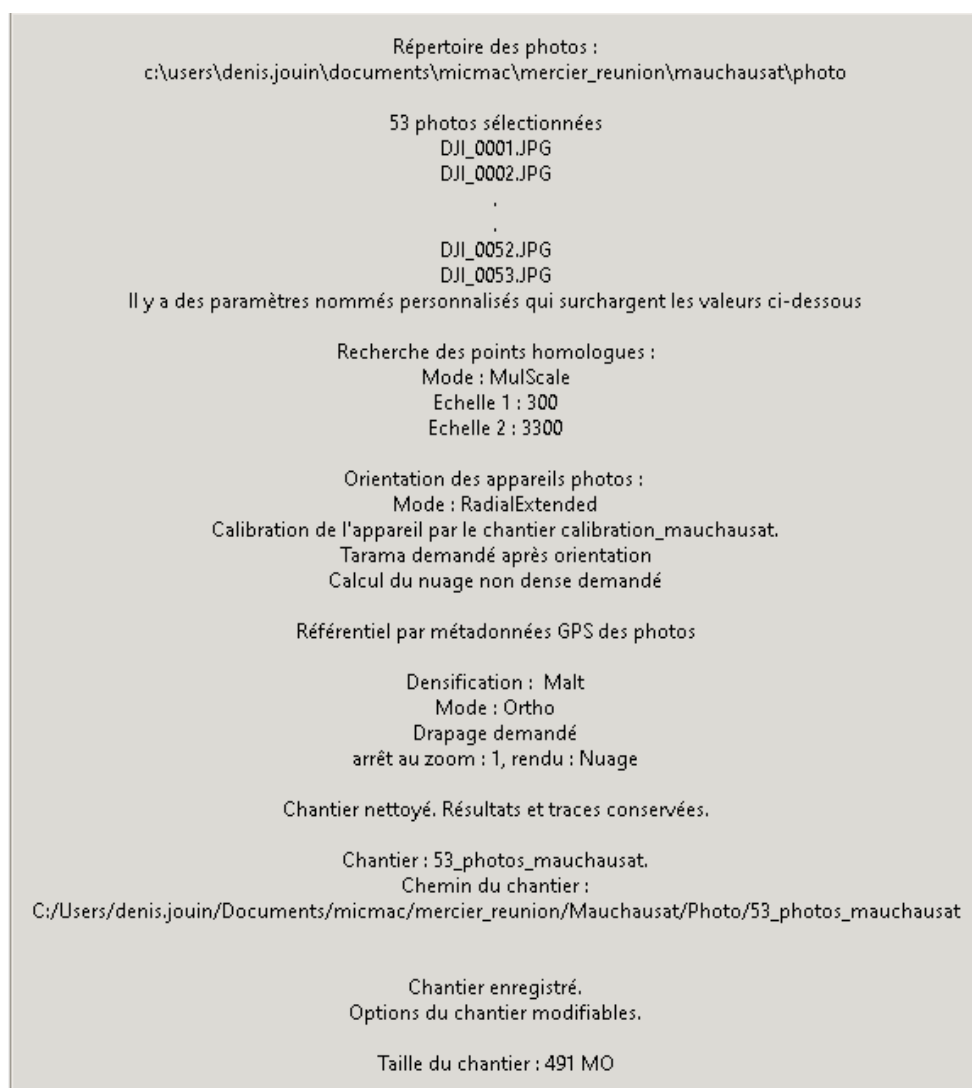 Répertoire des photos :
c:\users\denis.jouin\documents\micmac\mercier_reunion\mauchausat\photo
53 photos sélectionnées
DJI_0001.JPG
DJI_0002.JPG
.
.
DJI_0052.JPG
DJI_0053.JPG
Il y a des paramètres nommés personnalisés qui surchargent les valeurs ci-dessous
Recherche des points homologues :
Mode : MulScale
Echelle 1 : 300
Echelle 2 : 3300
Orientation des appareils photos :
Mode : RadialExtended
Calibration de l'appareil par le chantier calibration_mauchausat.
Tarama demandé après orientation
Calcul du nuage non dense demandé
Référentiel par métadonnées GPS des photos
Densification :  Malt
Mode : Ortho
Drapage demandé
arrêt au zoom : 1, rendu : Nuage
Chantier nettoyé. Résultats et traces conservées.
Chantier : 53_photos_mauchausat.
Chemin du chantier :
C:/Users/denis.jouin/Documents/micmac/mercier_reunion/Mauchausat/Photo/53_photos_mauchausat
Chantier enregistré.
Options du chantier modifiables.
Taille du chantier : 491 MO